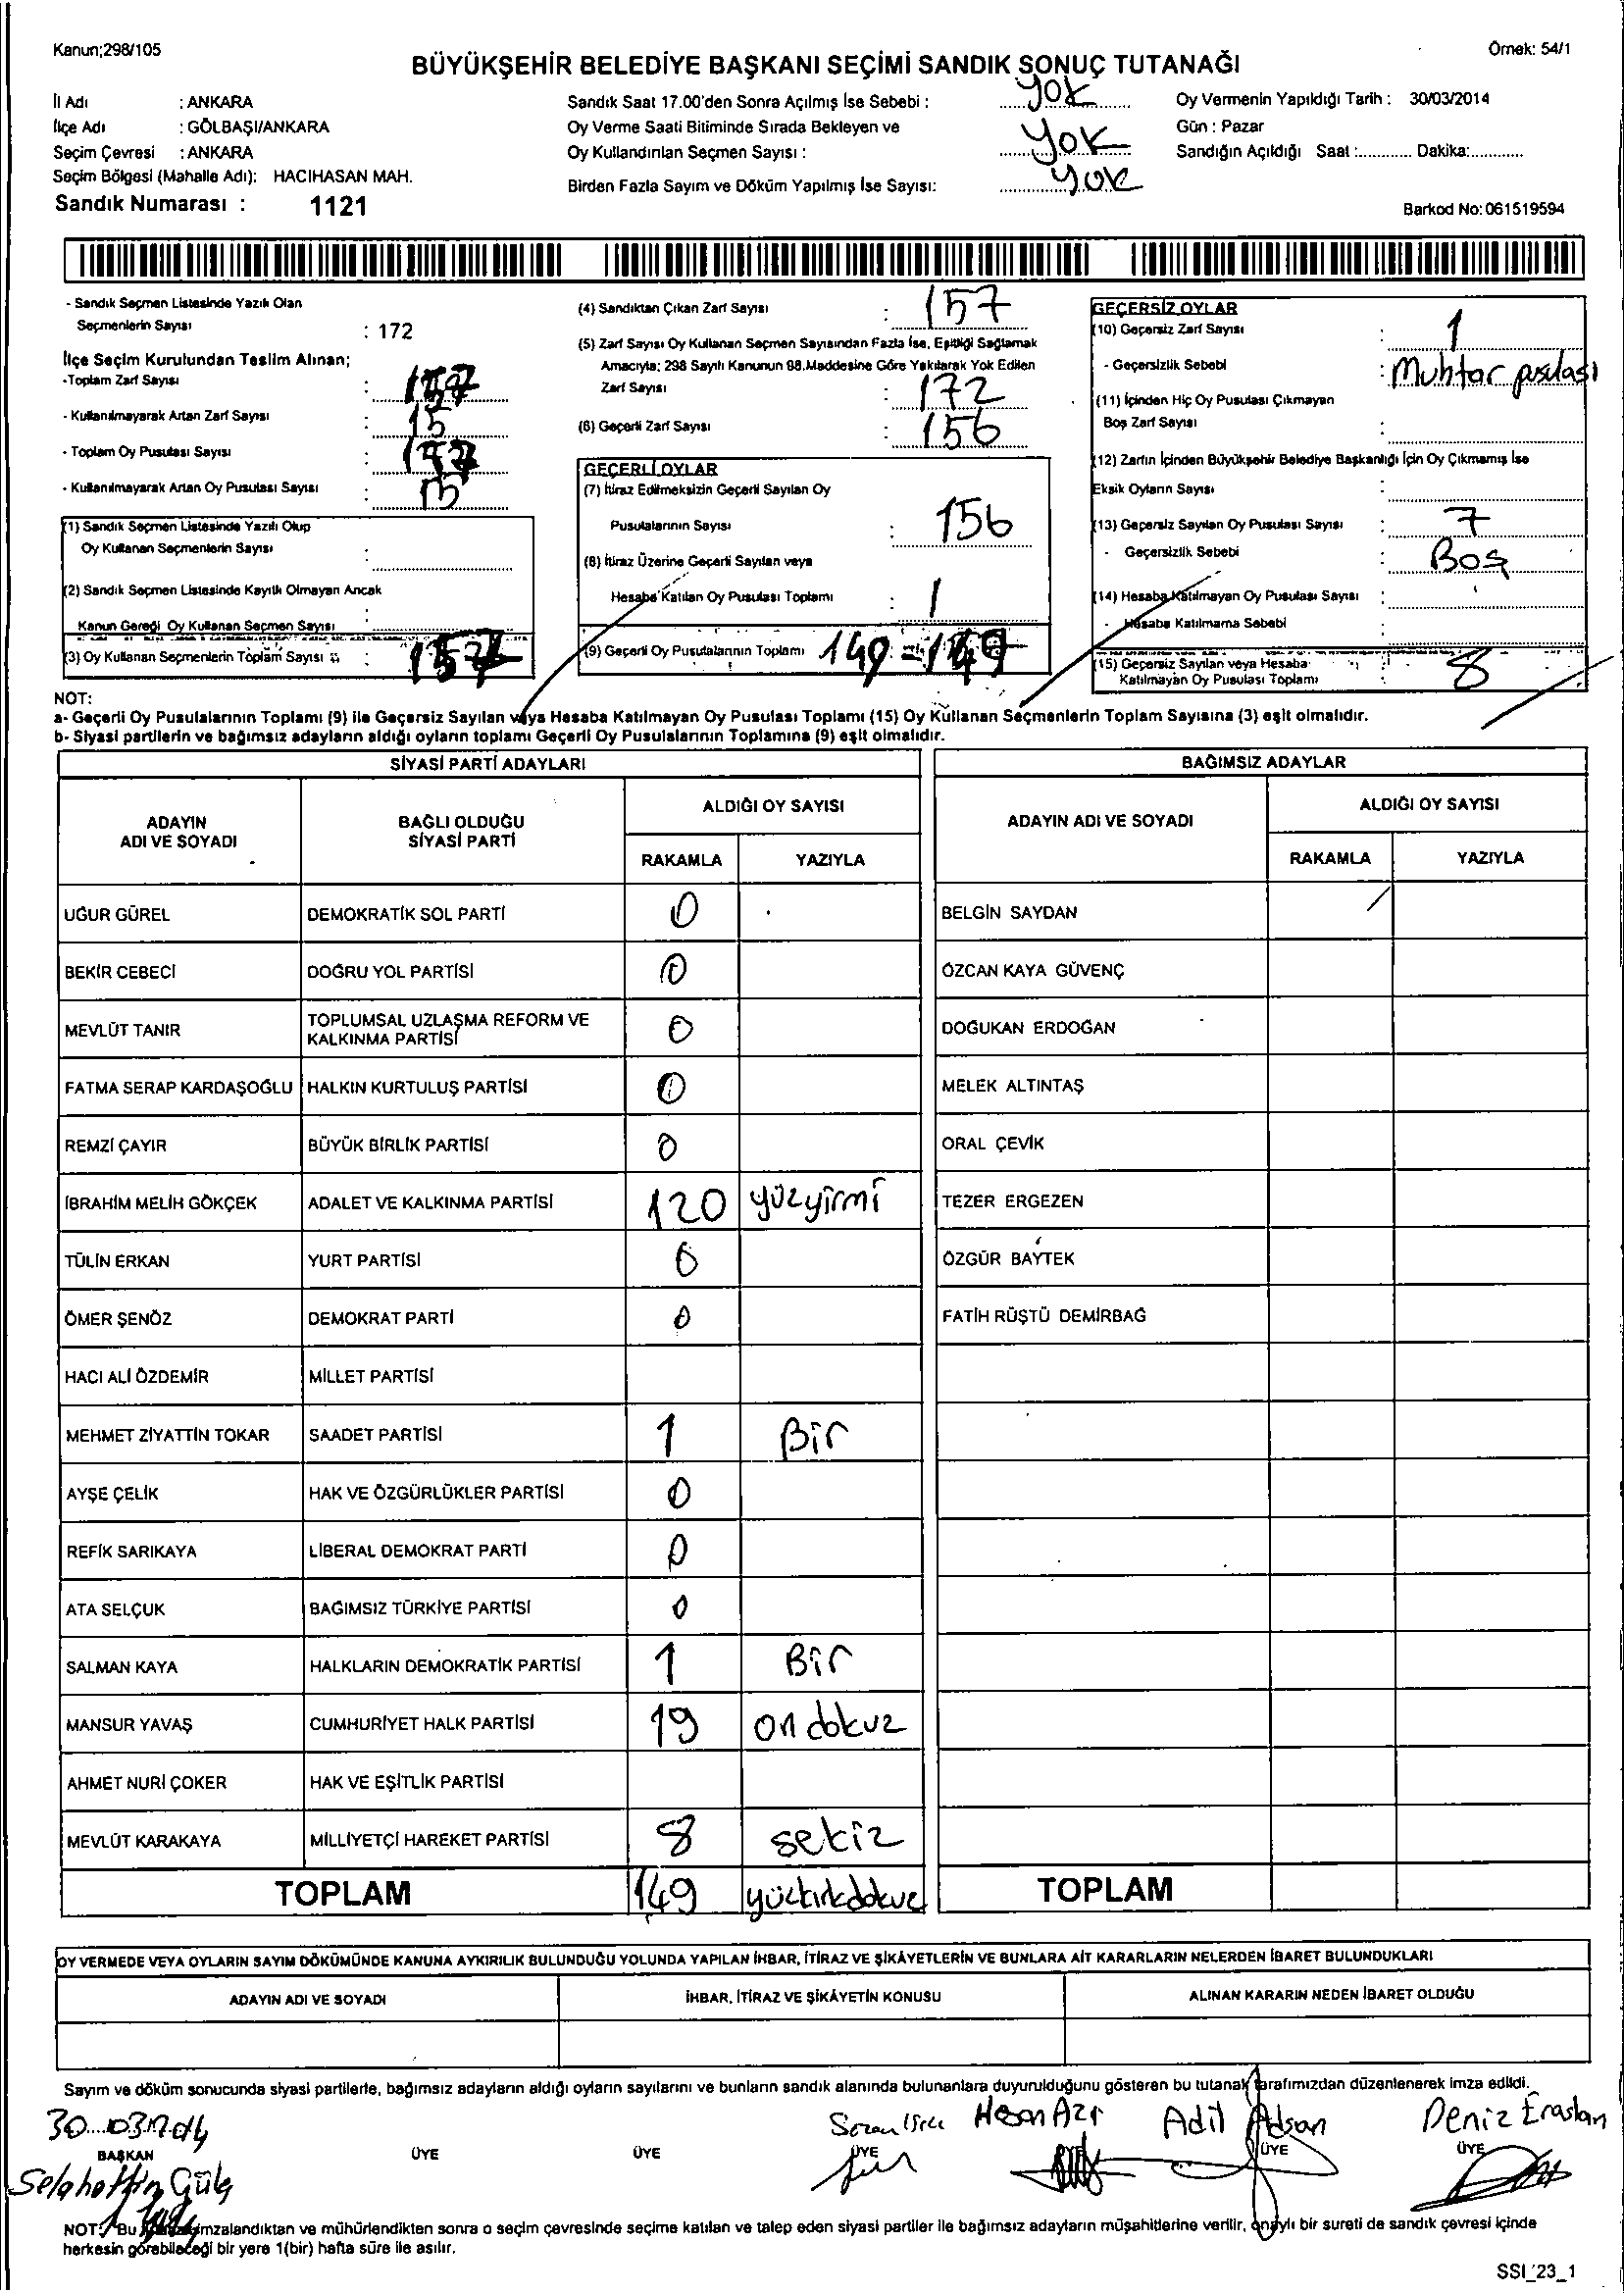 Kanun;298/105
Örnek: 54/1
BÜYÜKŞEHİR BELEDİYE BAŞKANI SEÇİMİ SANDIK SONUÇ TUTANAĞI
İl Adı : ANKARA
İlçe Adı : GÖLBAŞI/ANKARA
Seçim Çevresi : ANKARA
Seçim Bölgesi (Mahalle Adı): HACIHASAN MAH.
Sandık Numarası : 1121
Sandık Saat 17.00'den Sonra Açılmış İse Sebebi : yok
Oy Verme Saati Bitiminde Sırada Bekleyen ve
Oy Kullandırılan Seçmen Sayısı : yok
Birden Fazla Sayım ve Döküm Yapılmış İse Sayısı: yok
Oy Vermenin Yapıldığı Tarih : 30/03/2014
Gün : Pazar
Sandığın Açıldığı Saat :............ Dakika:............
Barkod No: 061519594
- Sandık Seçmen Listesinde Yazılı Olan
Seçmenlerin Sayısı : 172
İlçe Seçim Kurulundan Teslim Alınan;
-Toplam Zarf Sayısı :
- Kullanılmayarak Artan Zarf Sayısı : 15
- Toplam Oy Pusulası Sayısı :
- Kullanılmayarak Artan Oy Pusulası Sayısı : 15
(1) Sandık Seçmen Listesinde Yazılı Olup
Oy Kullanan Seçmenlerin Sayısı :
(2) Sandık Seçmen Listesinde Kayıtlı Olmayan Ancak
Kanun Gereği Oy Kullanan Seçmen Sayısı :
(3) Oy Kullanan Seçmenlerin Toplam Sayısı : 157
(4) Sandıktan Çıkan Zarf Sayısı : 157
(5) Zarf Sayısı Oy Kullanan Seçmen Sayısından Fazla İse, Eşitliği Sağlamak
Amacıyla; 298 Sayılı Kanunun 98.Maddesine Göre Yakılarak Yok Edilen
Zarf Sayısı : 172
(6) Geçerli Zarf Sayısı : 156
GEÇERLİ OYLAR
(7) İtiraz Edilmeksizin Geçerli Sayılan Oy
Pusulalarının Sayısı : 156
(8) İtiraz Üzerine Geçerli Sayılan veya
Hesaba Katılan Oy Pusulası Toplamı : 1
(9) Geçerli Oy Pusulalarının Toplamı 149 - 149
GEÇERSİZ OYLAR
(10) Geçersiz Zarf Sayısı : 1
- Geçersizlik Sebebi : Muhtar pusulası
(11) İçinden Hiç Oy Pusulası Çıkmayan
Boş Zarf Sayısı :
(12) Zarfın İçinden Büyükşehir Belediye Başkanlığı İçin Oy Çıkmamış İse
Eksik Oyların Sayısı :
(13) Geçersiz Sayılan Oy Pusulası Sayısı : 7
- Geçersizlik Sebebi : Boş
(14) Hesaba Katılmayan Oy Pusulası Sayısı :
- Hesaba Katılmama Sebebi :
(15) Geçersiz Sayılan veya Hesaba
Katılmayan Oy Pusulası Toplamı : 8
NOT:
a- Geçerli Oy Pusulalarının Toplamı (9) ile Geçersiz Sayılan veya Hesaba Katılmayan Oy Pusulası Toplamı (15) Oy Kullanan Seçmenlerin Toplam Sayısına (3) eşit olmalıdır.
b- Siyasi partilerin ve bağımsız adayların aldığı oyların toplamı Geçerli Oy Pusulalarının Toplamına (9) eşit olmalıdır.
SİYASİ PARTİ ADAYLARI
ADAYIN ADI VE SOYADI BAĞLI OLDUĞU SİYASİ PARTİ ALDIĞI OY SAYISI
RAKAMLA YAZIYLA
UĞUR GÜREL DEMOKRATİK SOL PARTİ 0
BEKİR CEBECİ DOĞRU YOL PARTİSİ 0
MEVLÜT TANIR TOPLUMSAL UZLAŞMA REFORM VE KALKINMA PARTİSİ 0
FATMA SERAP KARDAŞOĞLU HALKIN KURTULUŞ PARTİSİ 0
REMZİ ÇAYIR BÜYÜK BİRLİK PARTİSİ 0
İBRAHİM MELİH GÖKÇEK ADALET VE KALKINMA PARTİSİ 120 yüzyirmi
TÜLİN ERKAN YURT PARTİSİ 0
ÖMER ŞENÖZ DEMOKRAT PARTİ 0
HACI ALİ ÖZDEMİR MİLLET PARTİSİ
MEHMET ZİYATTİN TOKAR SAADET PARTİSİ 1 Bir
AYŞE ÇELİK HAK VE ÖZGÜRLÜKLER PARTİSİ 0
REFİK SARIKAYA LİBERAL DEMOKRAT PARTİ 0
ATA SELÇUK BAĞIMSIZ TÜRKİYE PARTİSİ 0
SALMAN KAYA HALKLARIN DEMOKRATİK PARTİSİ 1 Bir
MANSUR YAVAŞ CUMHURİYET HALK PARTİSİ 19 on dokuz
AHMET NURİ ÇOKER HAK VE EŞİTLİK PARTİSİ
MEVLÜT KARAKAYA MİLLİYETÇİ HAREKET PARTİSİ 8 sekiz
TOPLAM 149 yüzkırkdokuz
BAĞIMSIZ ADAYLAR
ADAYIN ADI VE SOYADI ALDIĞI OY SAYISI
RAKAMLA YAZIYLA
BELGİN SAYDAN
ÖZCAN KAYA GÜVENÇ
DOĞUKAN ERDOĞAN
MELEK ALTINTAŞ
ORAL ÇEVİK
TEZER ERGEZEN
ÖZGÜR BAYTEK
FATİH RÜŞTÜ DEMİRBAĞ
TOPLAM
OY VERMEDE VEYA OYLARIN SAYIM DÖKÜMÜNDE KANUNA AYKIRILIK BULUNDUĞU YOLUNDA YAPILAN İHBAR, İTİRAZ VE ŞİKÂYETLERİN VE BUNLARA AİT KARARLARIN NELERDEN İBARET BULUNDUKLARI
ADAYIN ADI VE SOYADI İHBAR, İTİRAZ VE ŞİKÂYETİN KONUSU ALINAN KARARIN NEDEN İBARET OLDUĞU
Sayım ve döküm sonucunda siyasi partilerle, bağımsız adayların aldığı oyların sayılarını ve bunların sandık alanında bulunanlara duyurulduğunu gösteren bu tutanak tarafımızdan düzenlenerek imza edildi.
Hasan Adil Deniz Eraslan
BAŞKAN ÜYE ÜYE ÜYE ÜYE ÜYE
Selahattin Güleş
NOT: Bu imzalandıktan ve mühürlendikten sonra o seçim çevresinde seçime katılan ve talep eden siyasi partiler ile bağımsız adayların müşahitlerine verilir, onaylı bir sureti de sandık çevresi içinde
herkesin görebileceği bir yere 1(bir) hafta süre ile asılır.
SSI_23_1